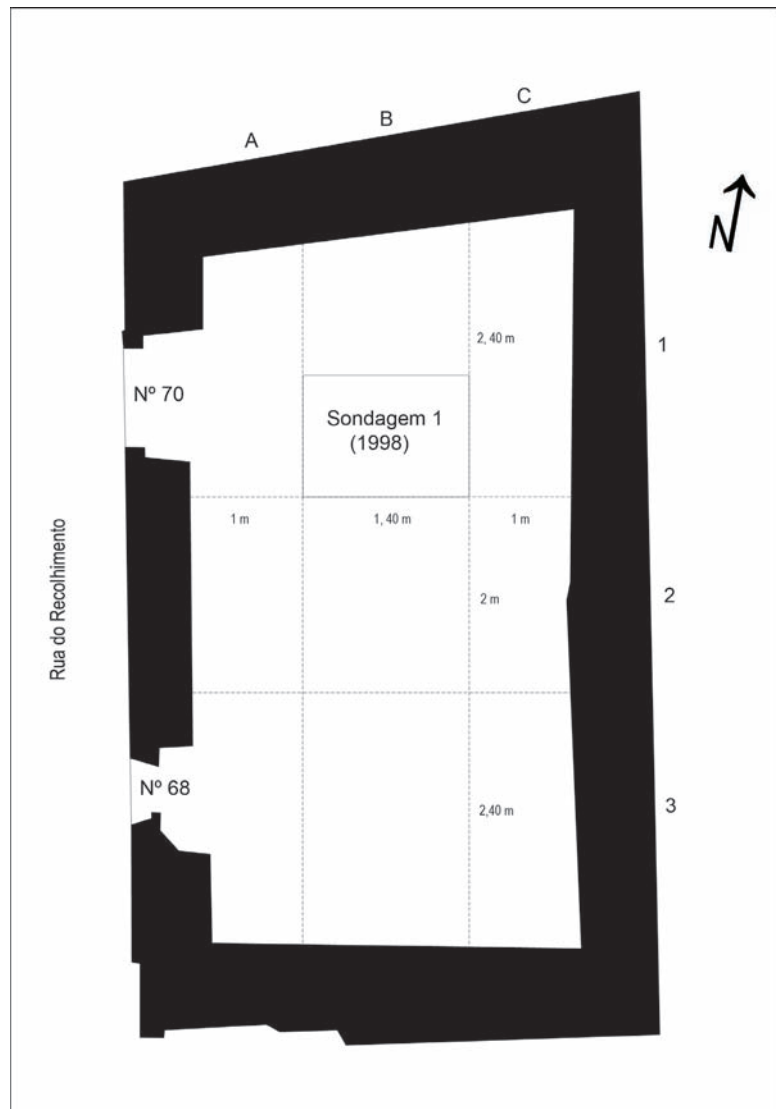 C
B
A
N
2, 40 m
1
Nº 70
Sondagem 1
(1998)
1 m
1, 40 m
1 m
Rua do Recolhimento
2 m
2
Nº 68
2,40 m
3